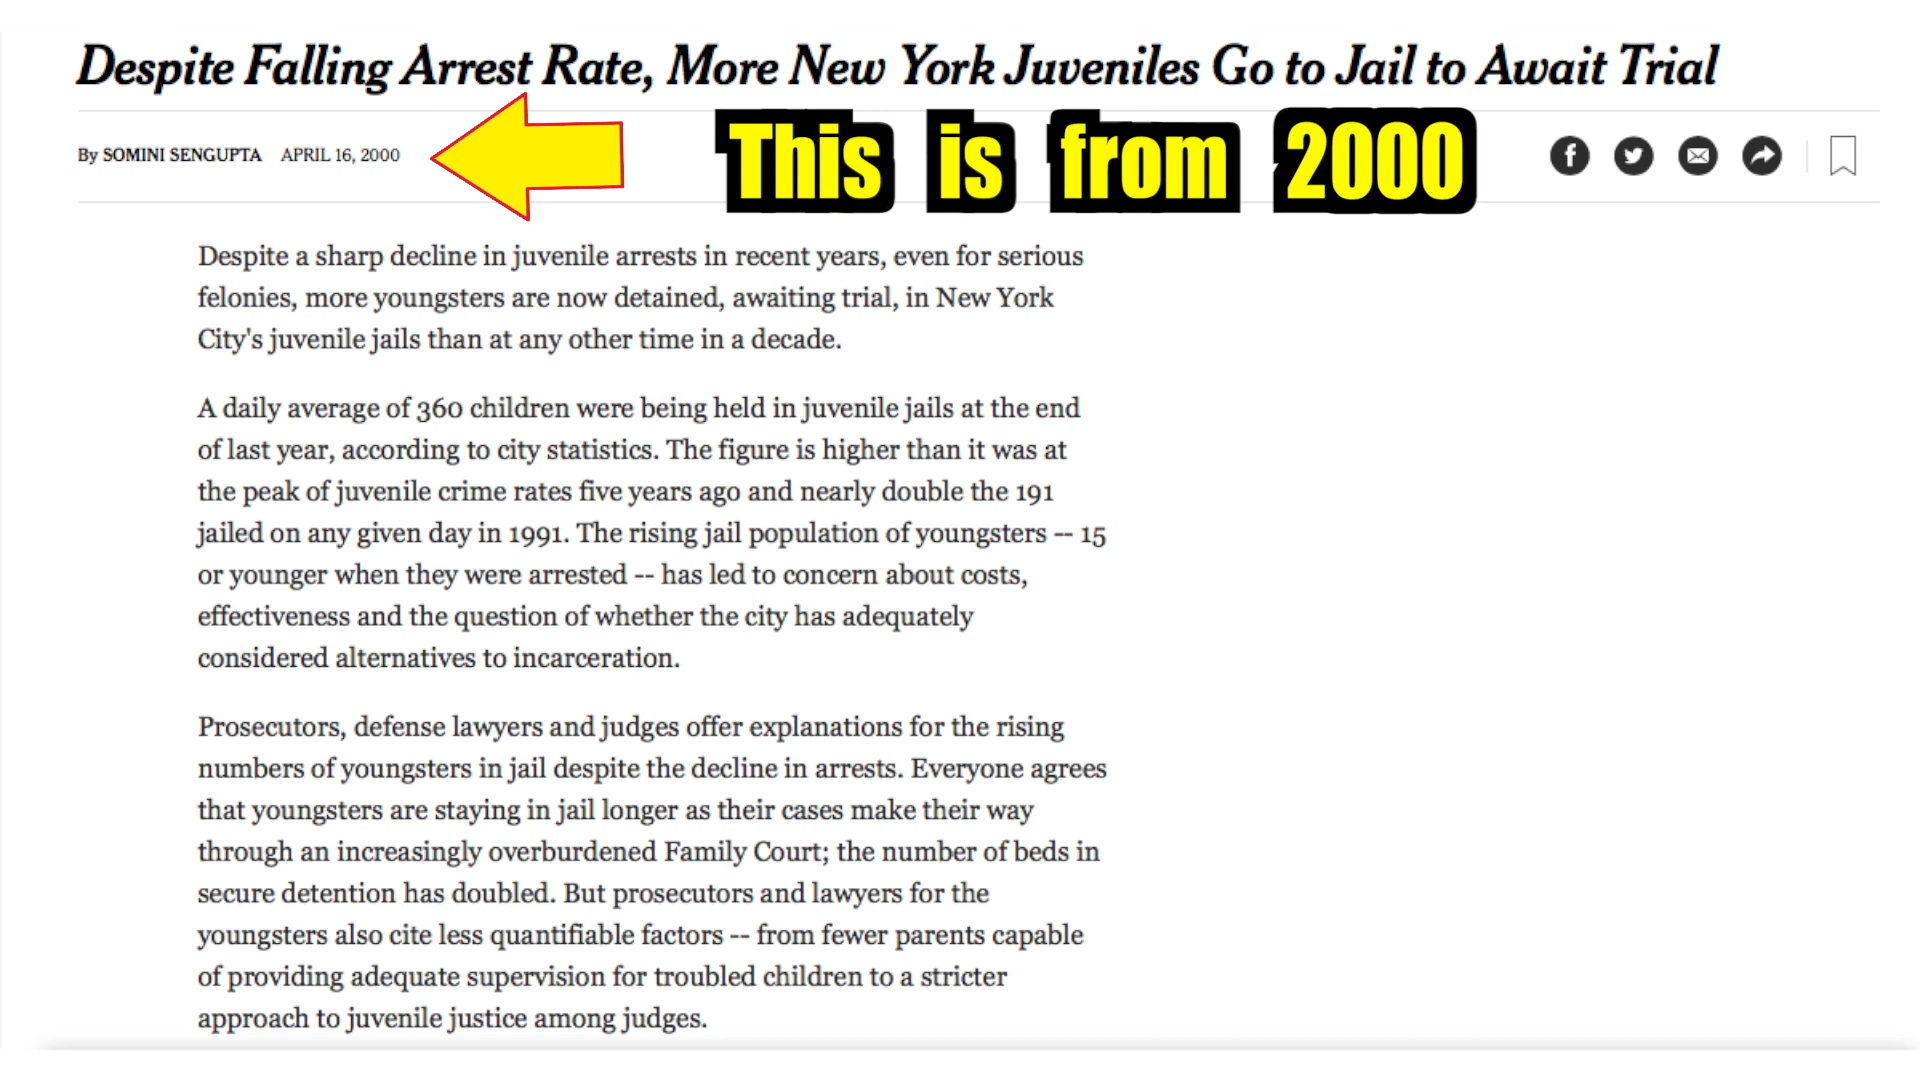 Despite Falling Arrest Rate, More New York Juveniles Go to Jail to Await Trial
By SOMINI SENGUPTA APRIL 16, 2000
This is from 2000
Despite a sharp decline in juvenile arrests in recent years, even for serious
felonies, more youngsters are now detained, awaiting trial, in New York
City's juvenile jails than at any other time in a decade.
A daily average of 360 children were being held in juvenile jails at the end
of last year, according to city statistics. The figure is higher than it was at
the peak of juvenile crime rates five years ago and nearly double the 191
jailed on any given day in 1991. The rising jail population of youngsters -- 15
or younger when they were arrested -- has led to concern about costs,
effectiveness and the question of whether the city has adequately
considered alternatives to incarceration.
Prosecutors, defense lawyers and judges offer explanations for the rising
numbers of youngsters in jail despite the decline in arrests. Everyone agrees
that youngsters are staying in jail longer as their cases make their way
through an increasingly overburdened Family Court; the number of beds in
secure detention has doubled. But prosecutors and lawyers for the
youngsters also cite less quantifiable factors -- from fewer parents capable
of providing adequate supervision for troubled children to a stricter
approach to juvenile justice among judges.